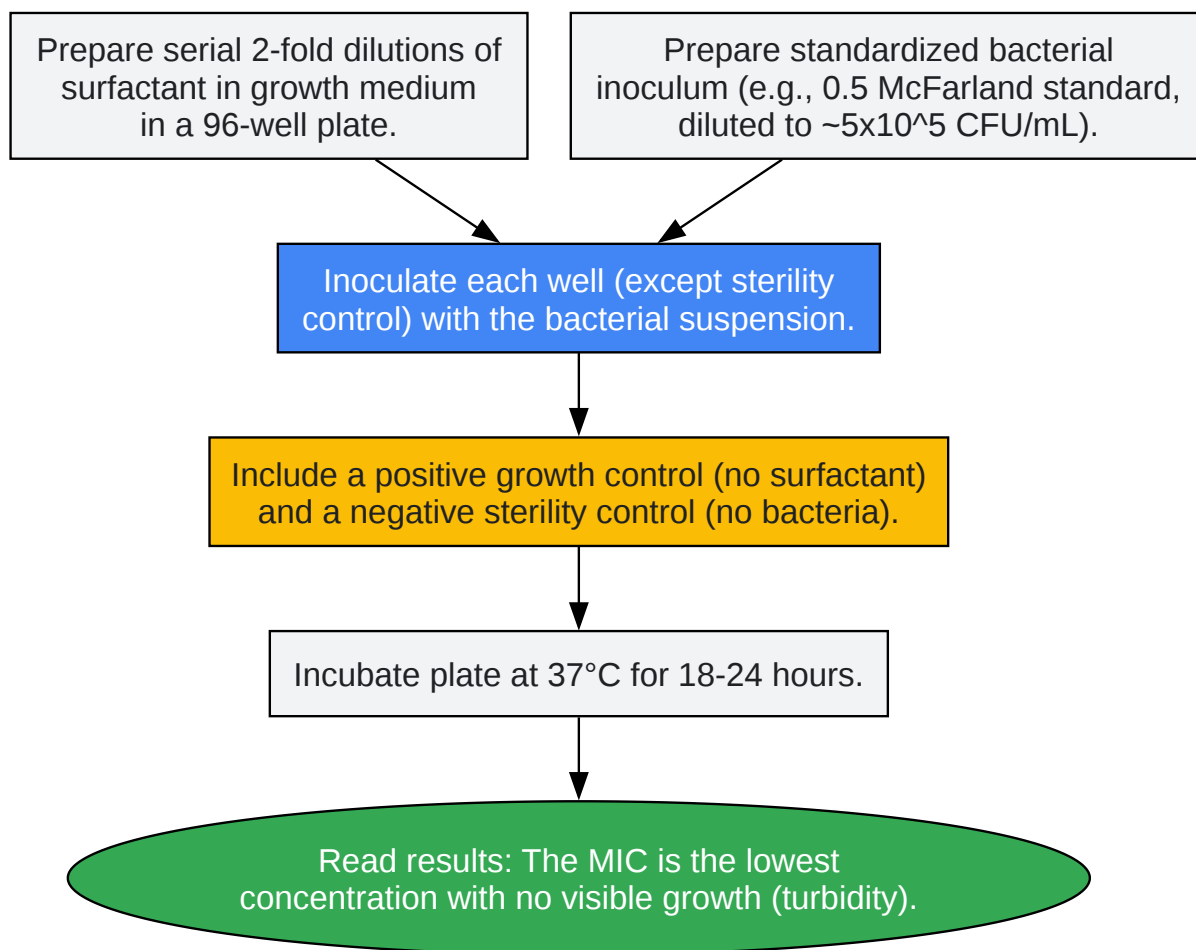 Prepare serial 2-fold dilutions of
surfactant in growth medium
in a 96-well plate.
Prepare standardized bacterial
inoculum (e.g., 0.5 McFarland standard,
diluted to ~5x10^5 CFU/mL).
Inoculate each well (except sterility
control) with the bacterial suspension.
Include a positive growth control (no surfactant)
and a negative sterility control (no bacteria).
Incubate plate at 37°C for 18-24 hours.
Read results: The MIC is the lowest
concentration with no visible growth (turbidity).